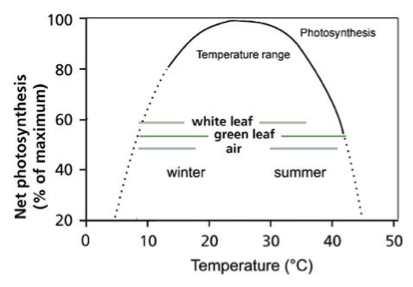 Net photosynthesis
(% of maximum)
100
80
60
40
20
Photosynthesis
Temperature range
white leaf
green leaf
air
winter
summer
0
10
20
30
40
50
Temperature (°C)